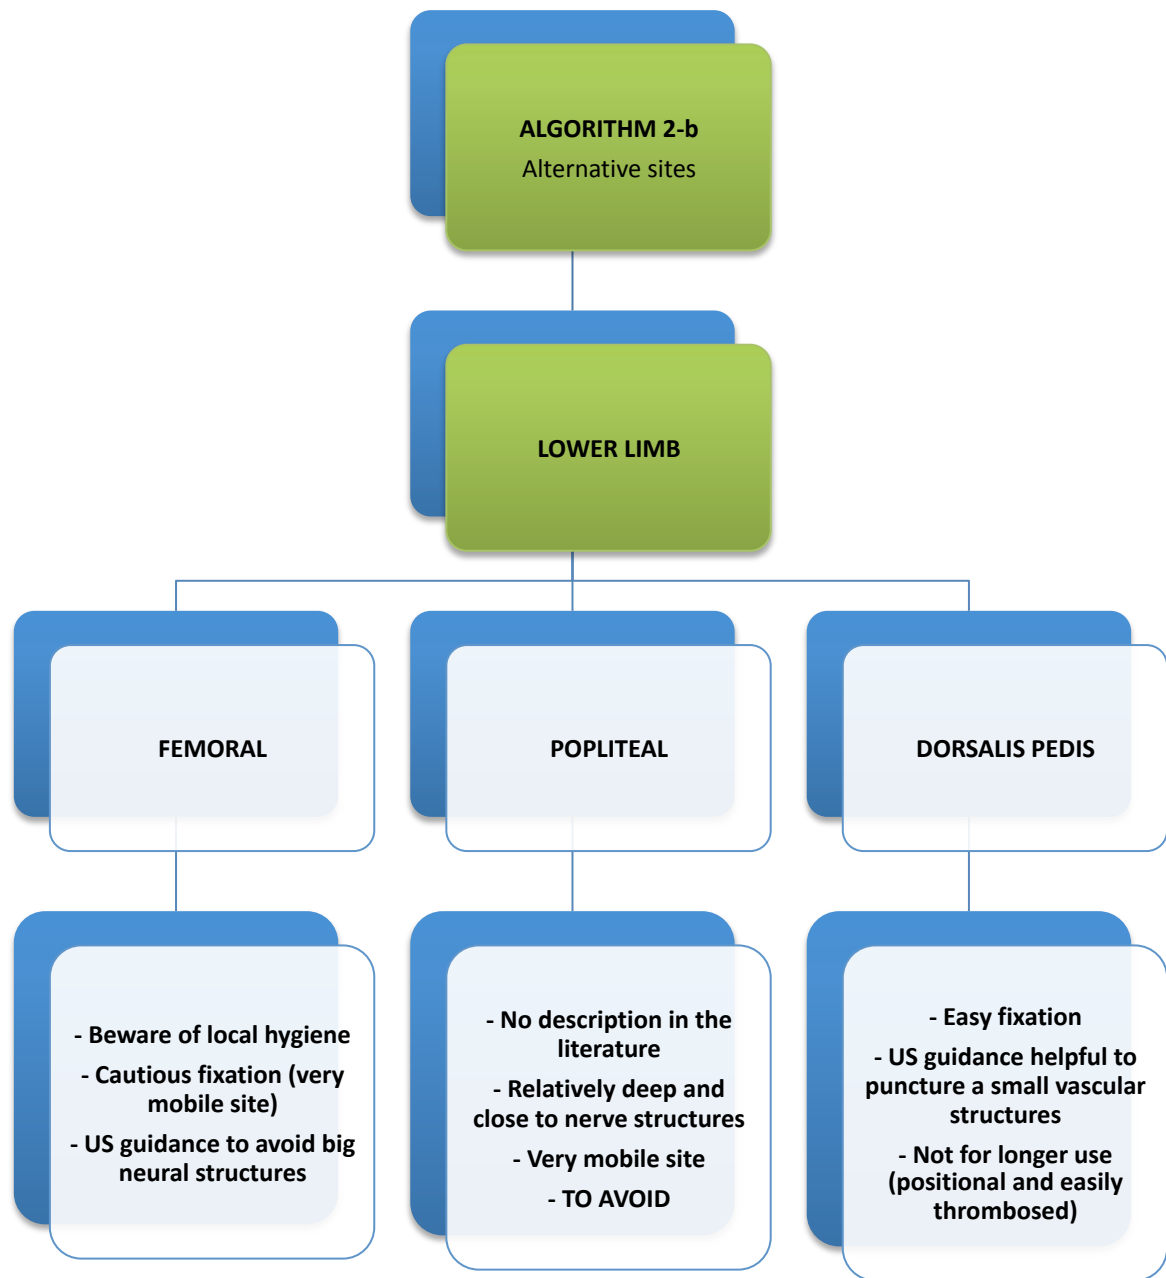 ALGORITHM 2-b
Alternative sites
LOWER LIMB
FEMORAL
POPLITEAL
DORSALIS PEDIS
- Beware of local hygiene
- Cautious fixation (very
mobile site)
- US guidance to avoid big
neural structures
- No description in the
literature
- Relatively deep and
close to nerve structures
- Very mobile site
- TO AVOID
- Easy fixation
- US guidance helpful to
puncture a small vascular
structures
- Not for longer use
(positional and easily
thrombosed)